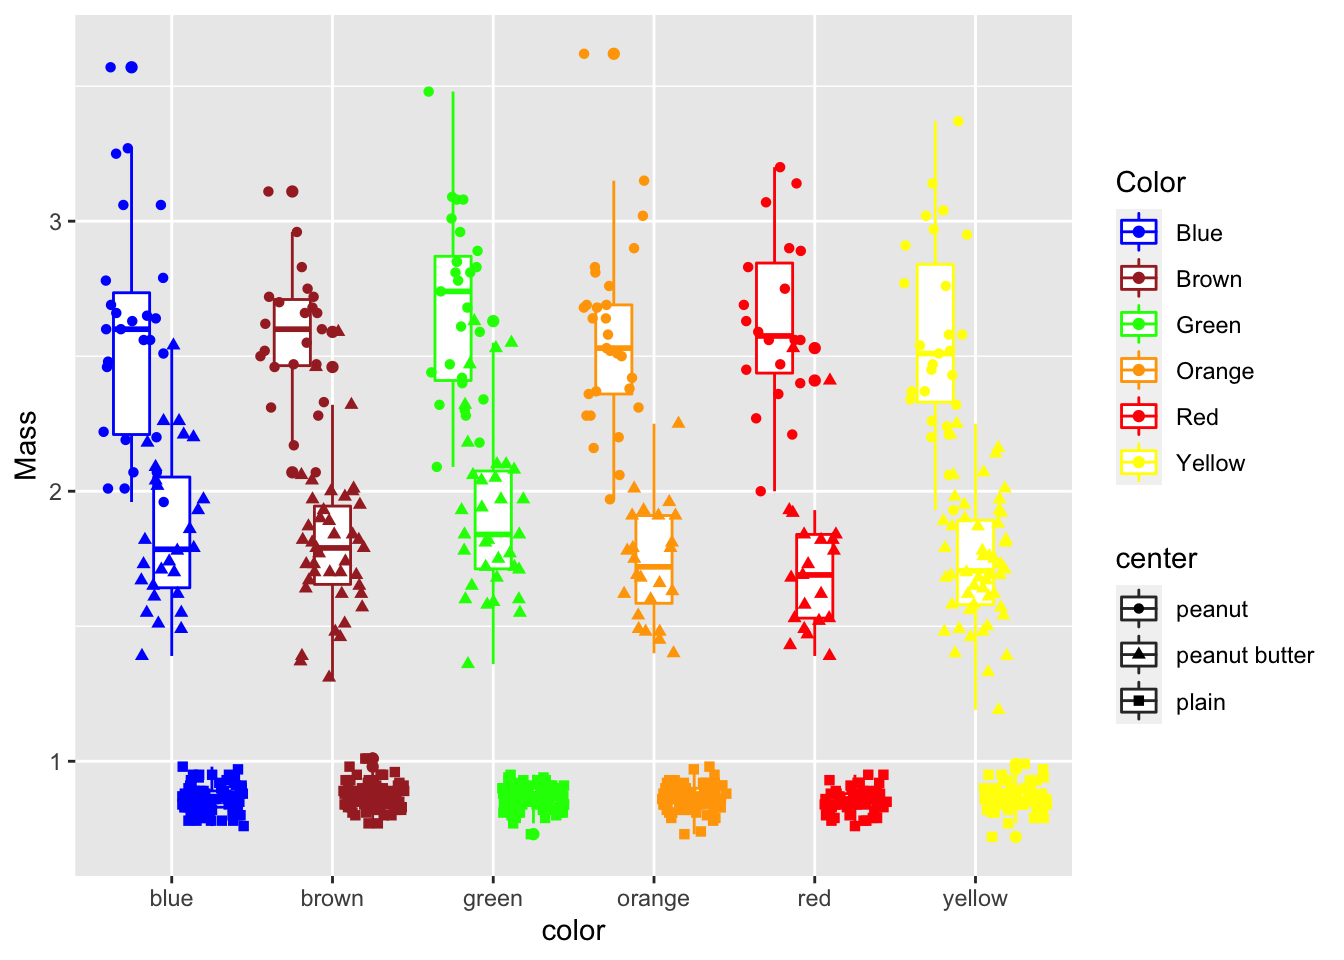 Mass
3
2
1
blue brown green orange red yellow
color
Color
Blue
Brown
Green
Orange
Red
Yellow
center
peanut
peanut butter
plain